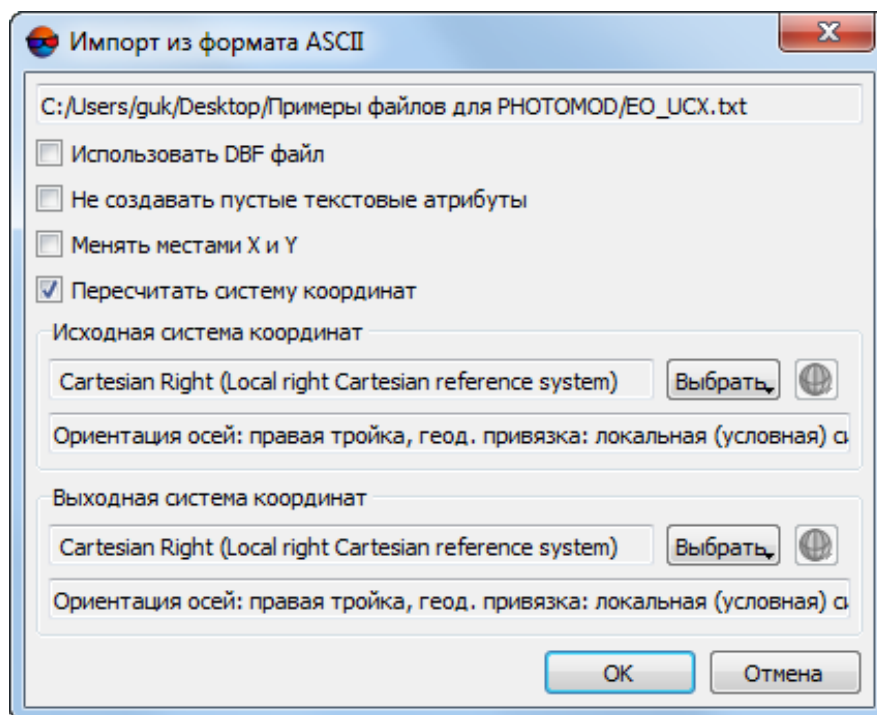 Импорт из формата ASCII
C:/Users/guk/Desktop/Примеры файлов для PHOTOMOD/EO_UCX.txt
Использовать DBF файл
Не создавать пустые текстовые атрибуты
Менять местами X и Y
Пересчитать систему координат
Исходная система координат
Cartesian Right (Local right Cartesian reference system) Выбрать
Ориентация осей: правая тройка, геод. привязка: локальная (условная)
Выходная система координат
Cartesian Right (Local right Cartesian reference system) Выбрать
Ориентация осей: правая тройка, геод. привязка: локальная (условная)
OK Отмена